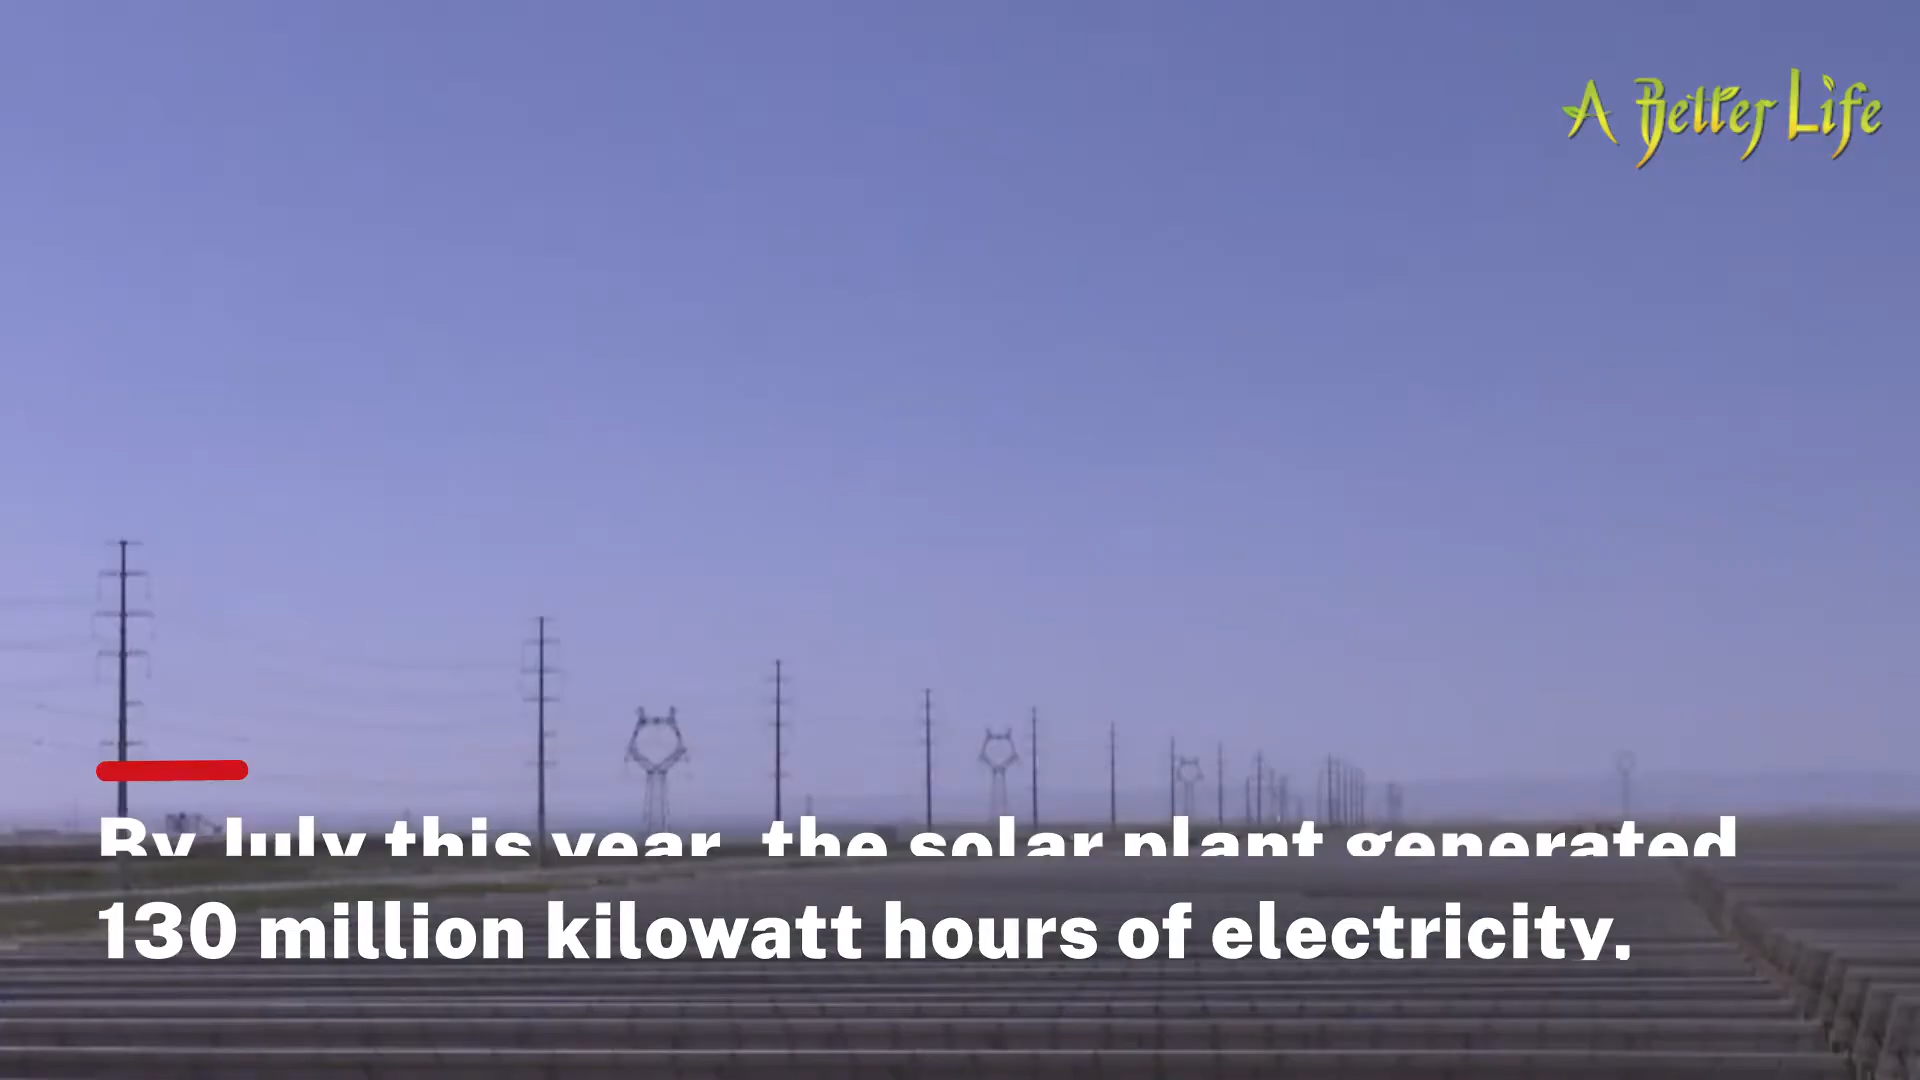 A Better Life
By July this year, the solar plant generated
130 million kilowatt hours of electricity.